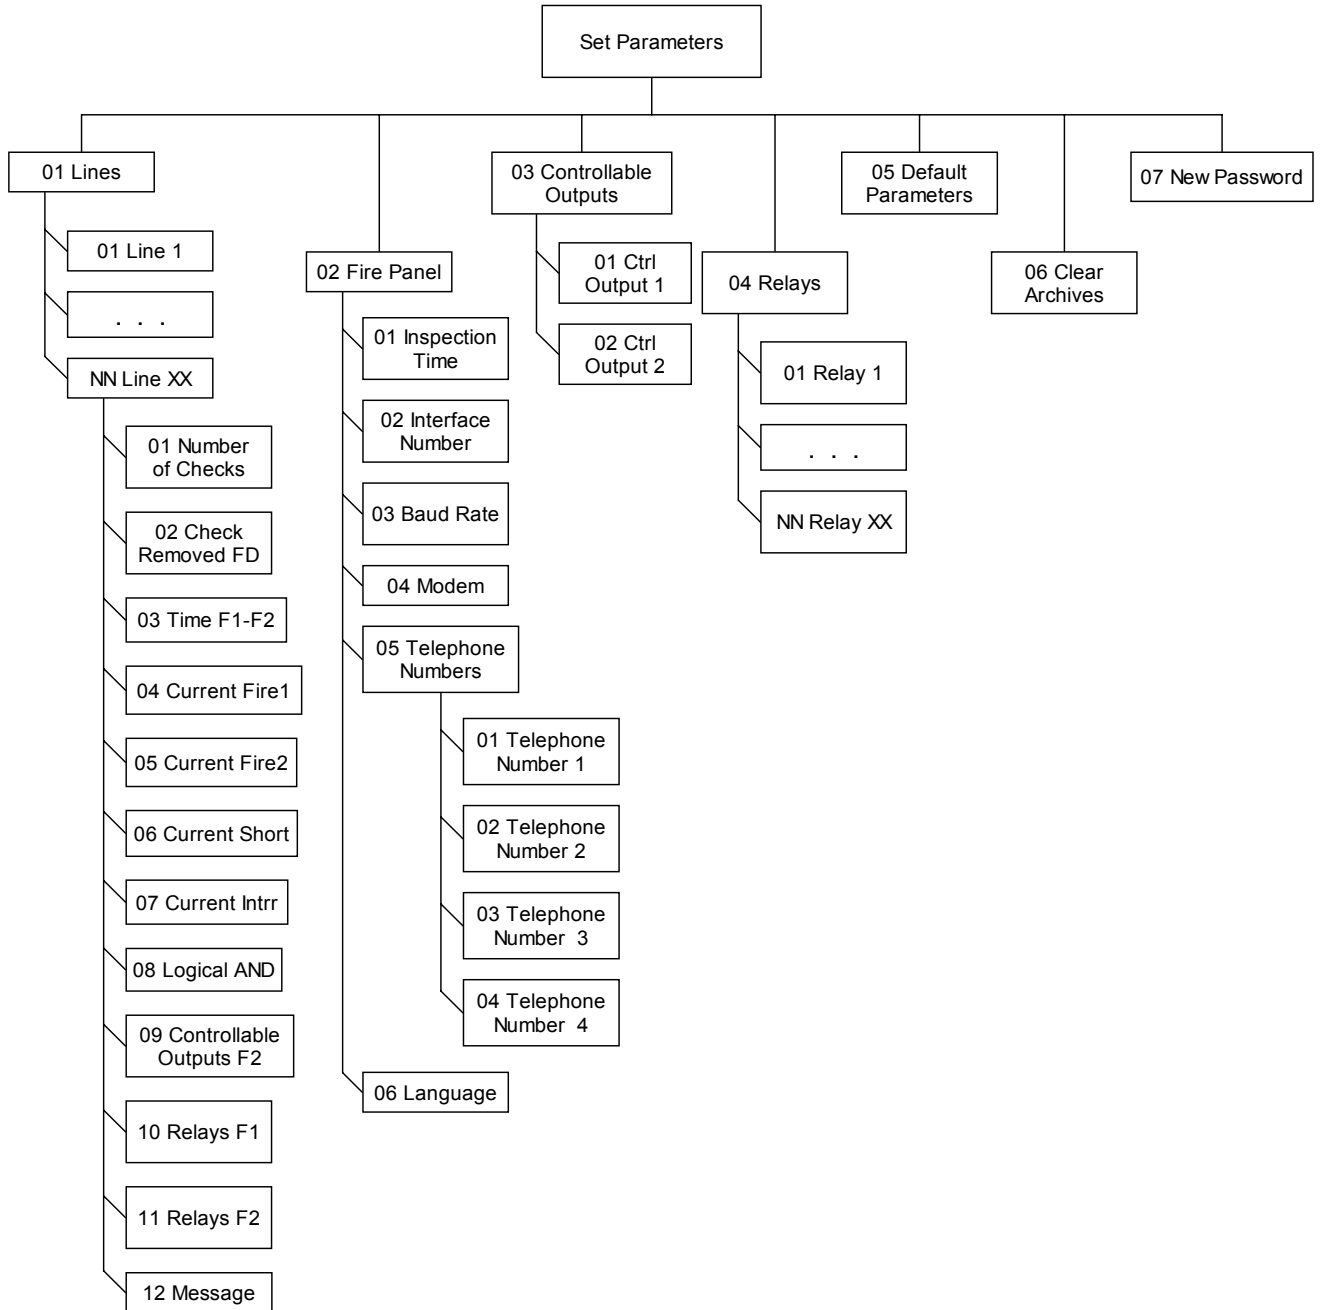 Set Parameters
01 Lines
01 Line 1
. . .
NN Line XX
01 Number
of Checks
02 Check
Removed FD
03 Time F1-F2
04 Current Fire1
05 Current Fire2
06 Current Short
07 Current Intrr
08 Logical AND
09 Controllable
Outputs F2
10 Relays F1
11 Relays F2
12 Message
02 Fire Panel
01 Inspection
Time
02 Interface
Number
03 Baud Rate
04 Modem
05 Telephone
Numbers
01 Telephone
Number 1
02 Telephone
Number 2
03 Telephone
Number  3
04 Telephone
Number  4
06 Language
03 Controllable
Outputs
01 Ctrl
Output 1
02 Ctrl
Output 2
04 Relays
01 Relay 1
. . .
NN Relay XX
05 Default
Parameters
06 Clear
Archives
07 New Password